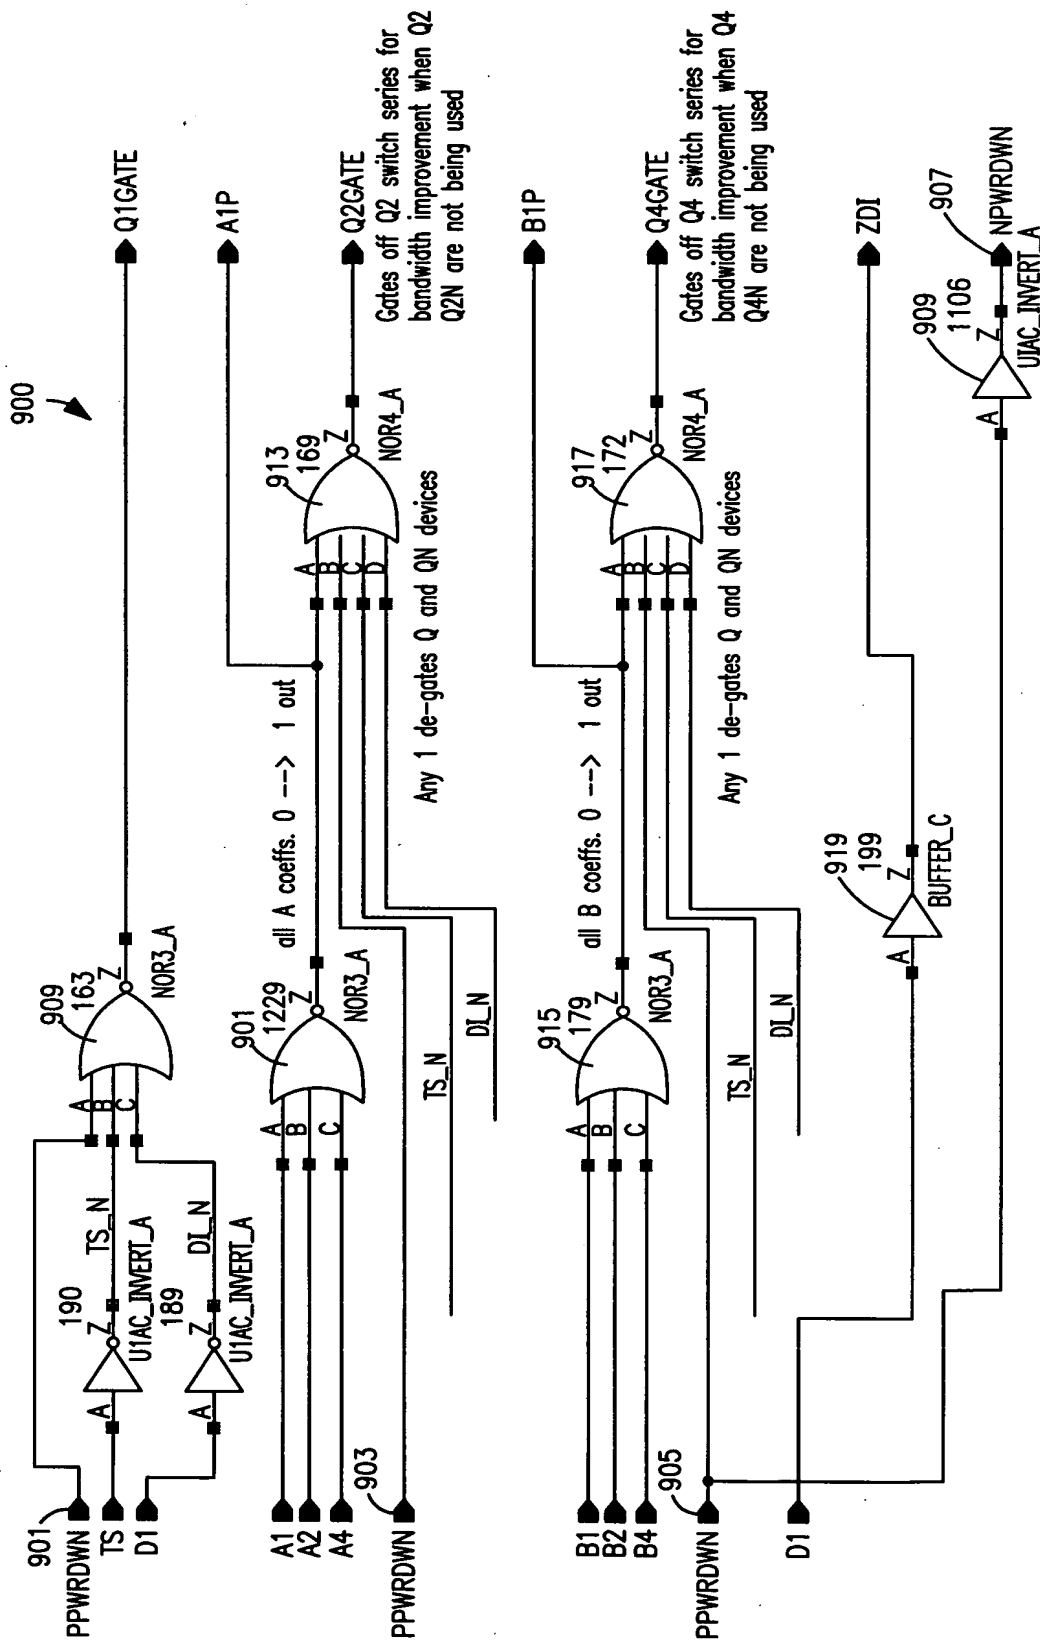 900
901
PPWRDWN
TS
D1
A
Z
190
U1AC_INVERT_A
TS_N
A
Z
189
U1AC_INVERT_A
DI_N
A
B
C
909
163
Z
NOR3_A
Q1GATE
A1
A2
A4
PPWRDWN
903
A
B
C
901
1229
Z
NOR3_A
all A coeffs. 0 --> 1 out
TS_N
DI_N
A
B
C
D
913
169
Z
NOR4_A
Any 1 de-gates Q and QN devices
A1P
Q2GATE
Gates off Q2 switch series for
bandwidth improvement when Q2
Q2N are not being used
B1
B2
B4
PPWRDWN
905
A
B
C
915
179
Z
NOR3_A
all B coeffs. 0 --> 1 out
TS_N
DI_N
A
B
C
D
917
172
Z
NOR4_A
Any 1 de-gates Q and QN devices
B1P
Q4GATE
Gates off Q4 switch series for
bandwidth improvement when Q4
Q4N are not being used
D1
A
919
199
Z
BUFFER_C
ZDI
A
909
1106
Z
UIAC_INVERT_A
907
NPWRDWN